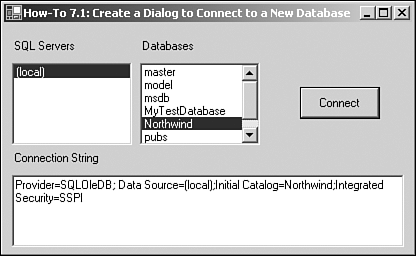 How-To 7.1: Create a Dialog to Connect to a New Database
SQL Servers
Databases
(local)
master
model
msdb
MyTestDatabase
Northwind
pubs
Connect
Connection String
Provider=SQLOleDB; Data Source=(local);Initial Catalog=Northwind;Integrated
Security=SSPI